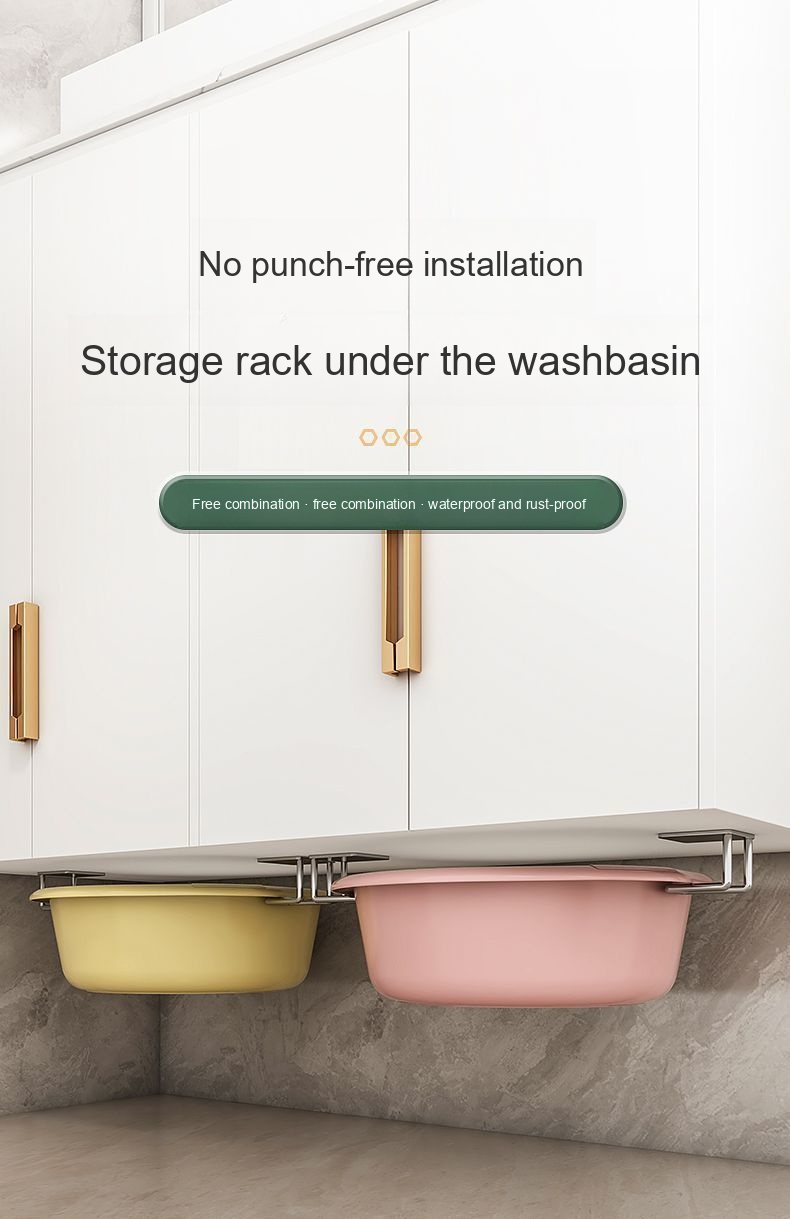 No punch-free installation
Storage rack under the washbasin
Free combination · free combination · waterproof and rust-proof